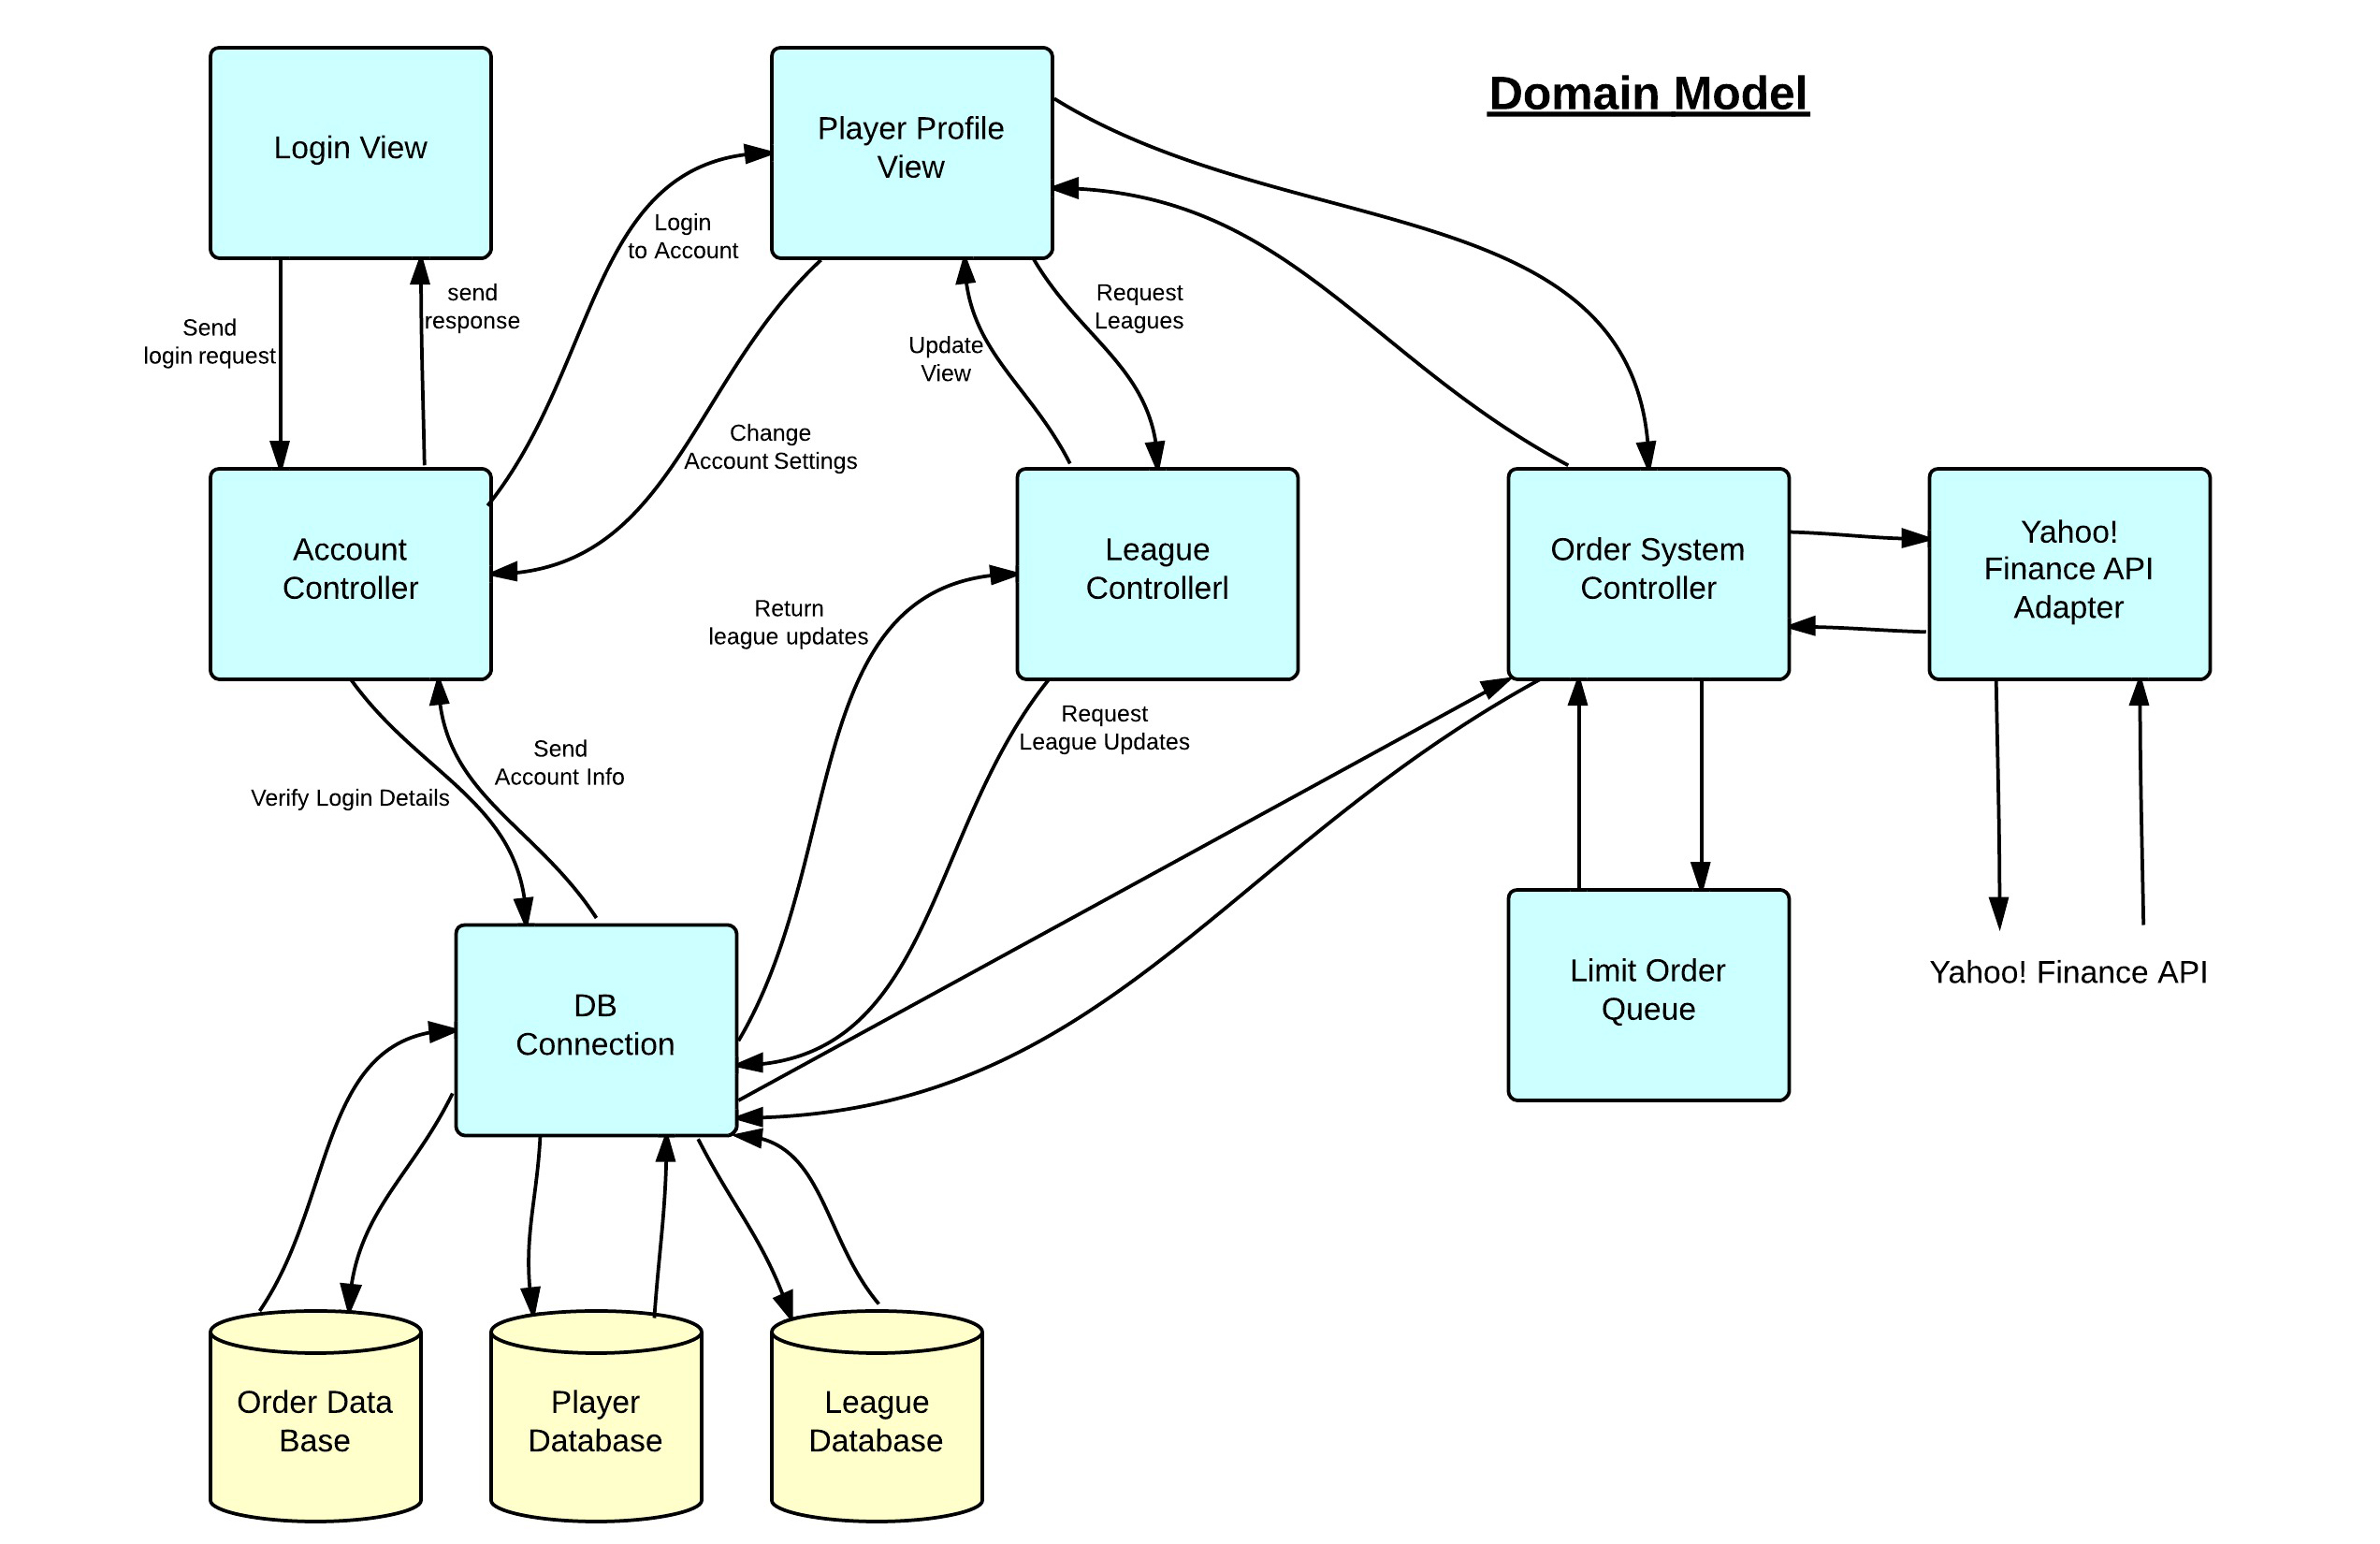 Domain Model
Login View
Player Profile
View
Login
to Account
send
response
Send
login request
Request
Leagues
Update
View
Change
Account Settings
Account
Controller
League
Controllerl
Order System
Controller
Yahoo!
Finance API
Adapter
Return
league updates
Request
League Updates
Send
Account Info
Verify Login Details
DB
Connection
Limit Order
Queue
Yahoo! Finance API
Order Data
Base
Player
Database
League
Database